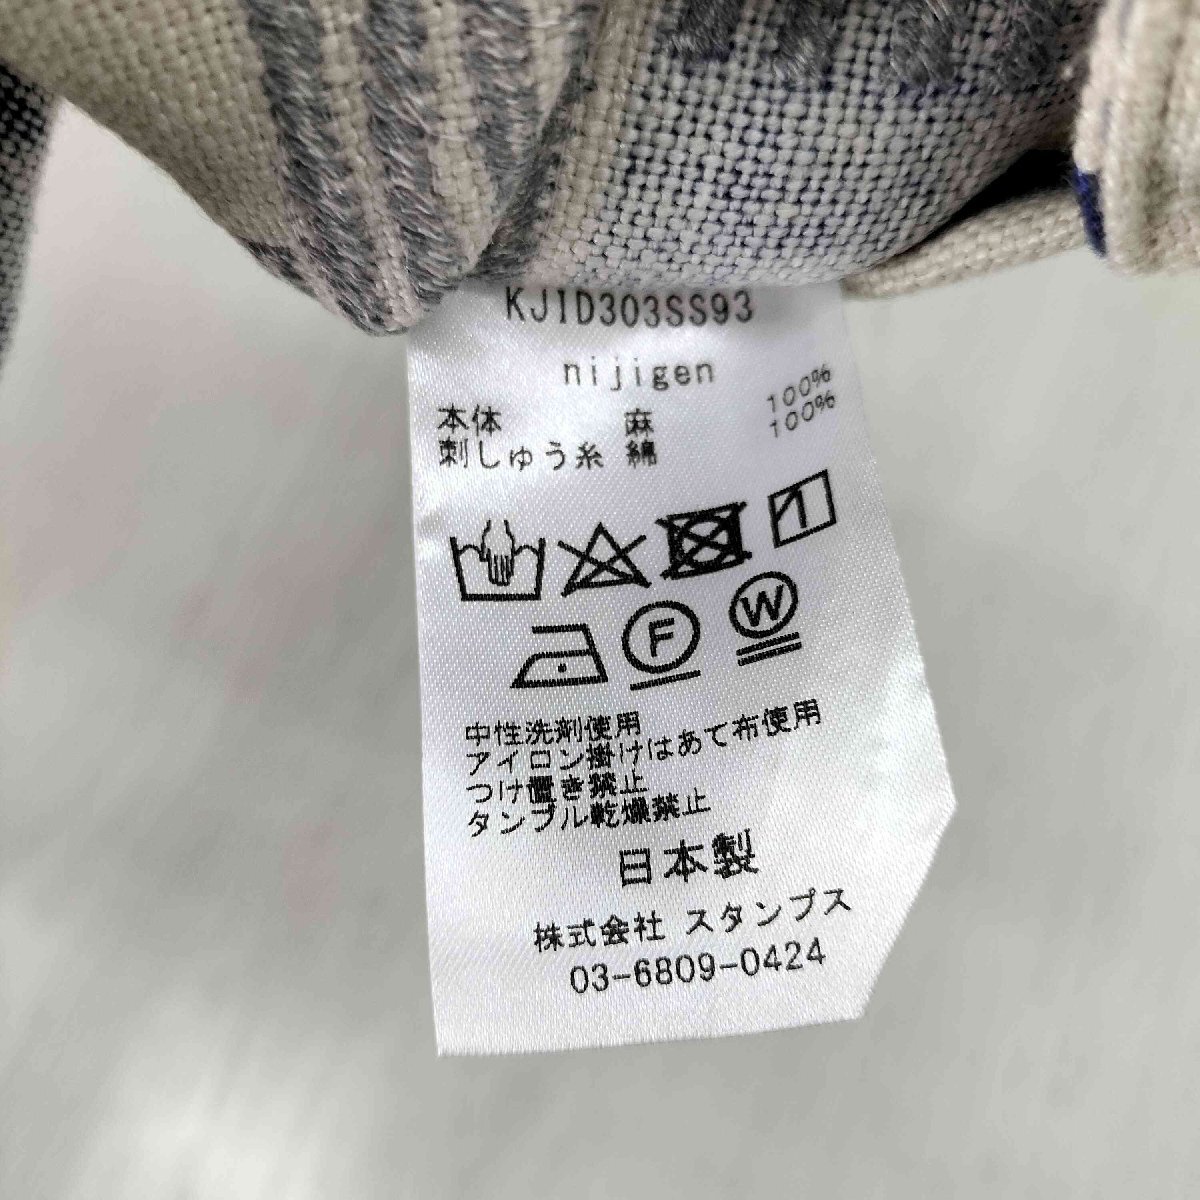 KJID303SS93
nijigen
本体 麻 100%
刺しゅう糸 綿 100%
1
F W
中性洗剤使用
アイロン掛けはあて布使用
つけ置き禁止
タンブル乾燥禁止
日本製
株式会社 スタンプス
03-6809-0424